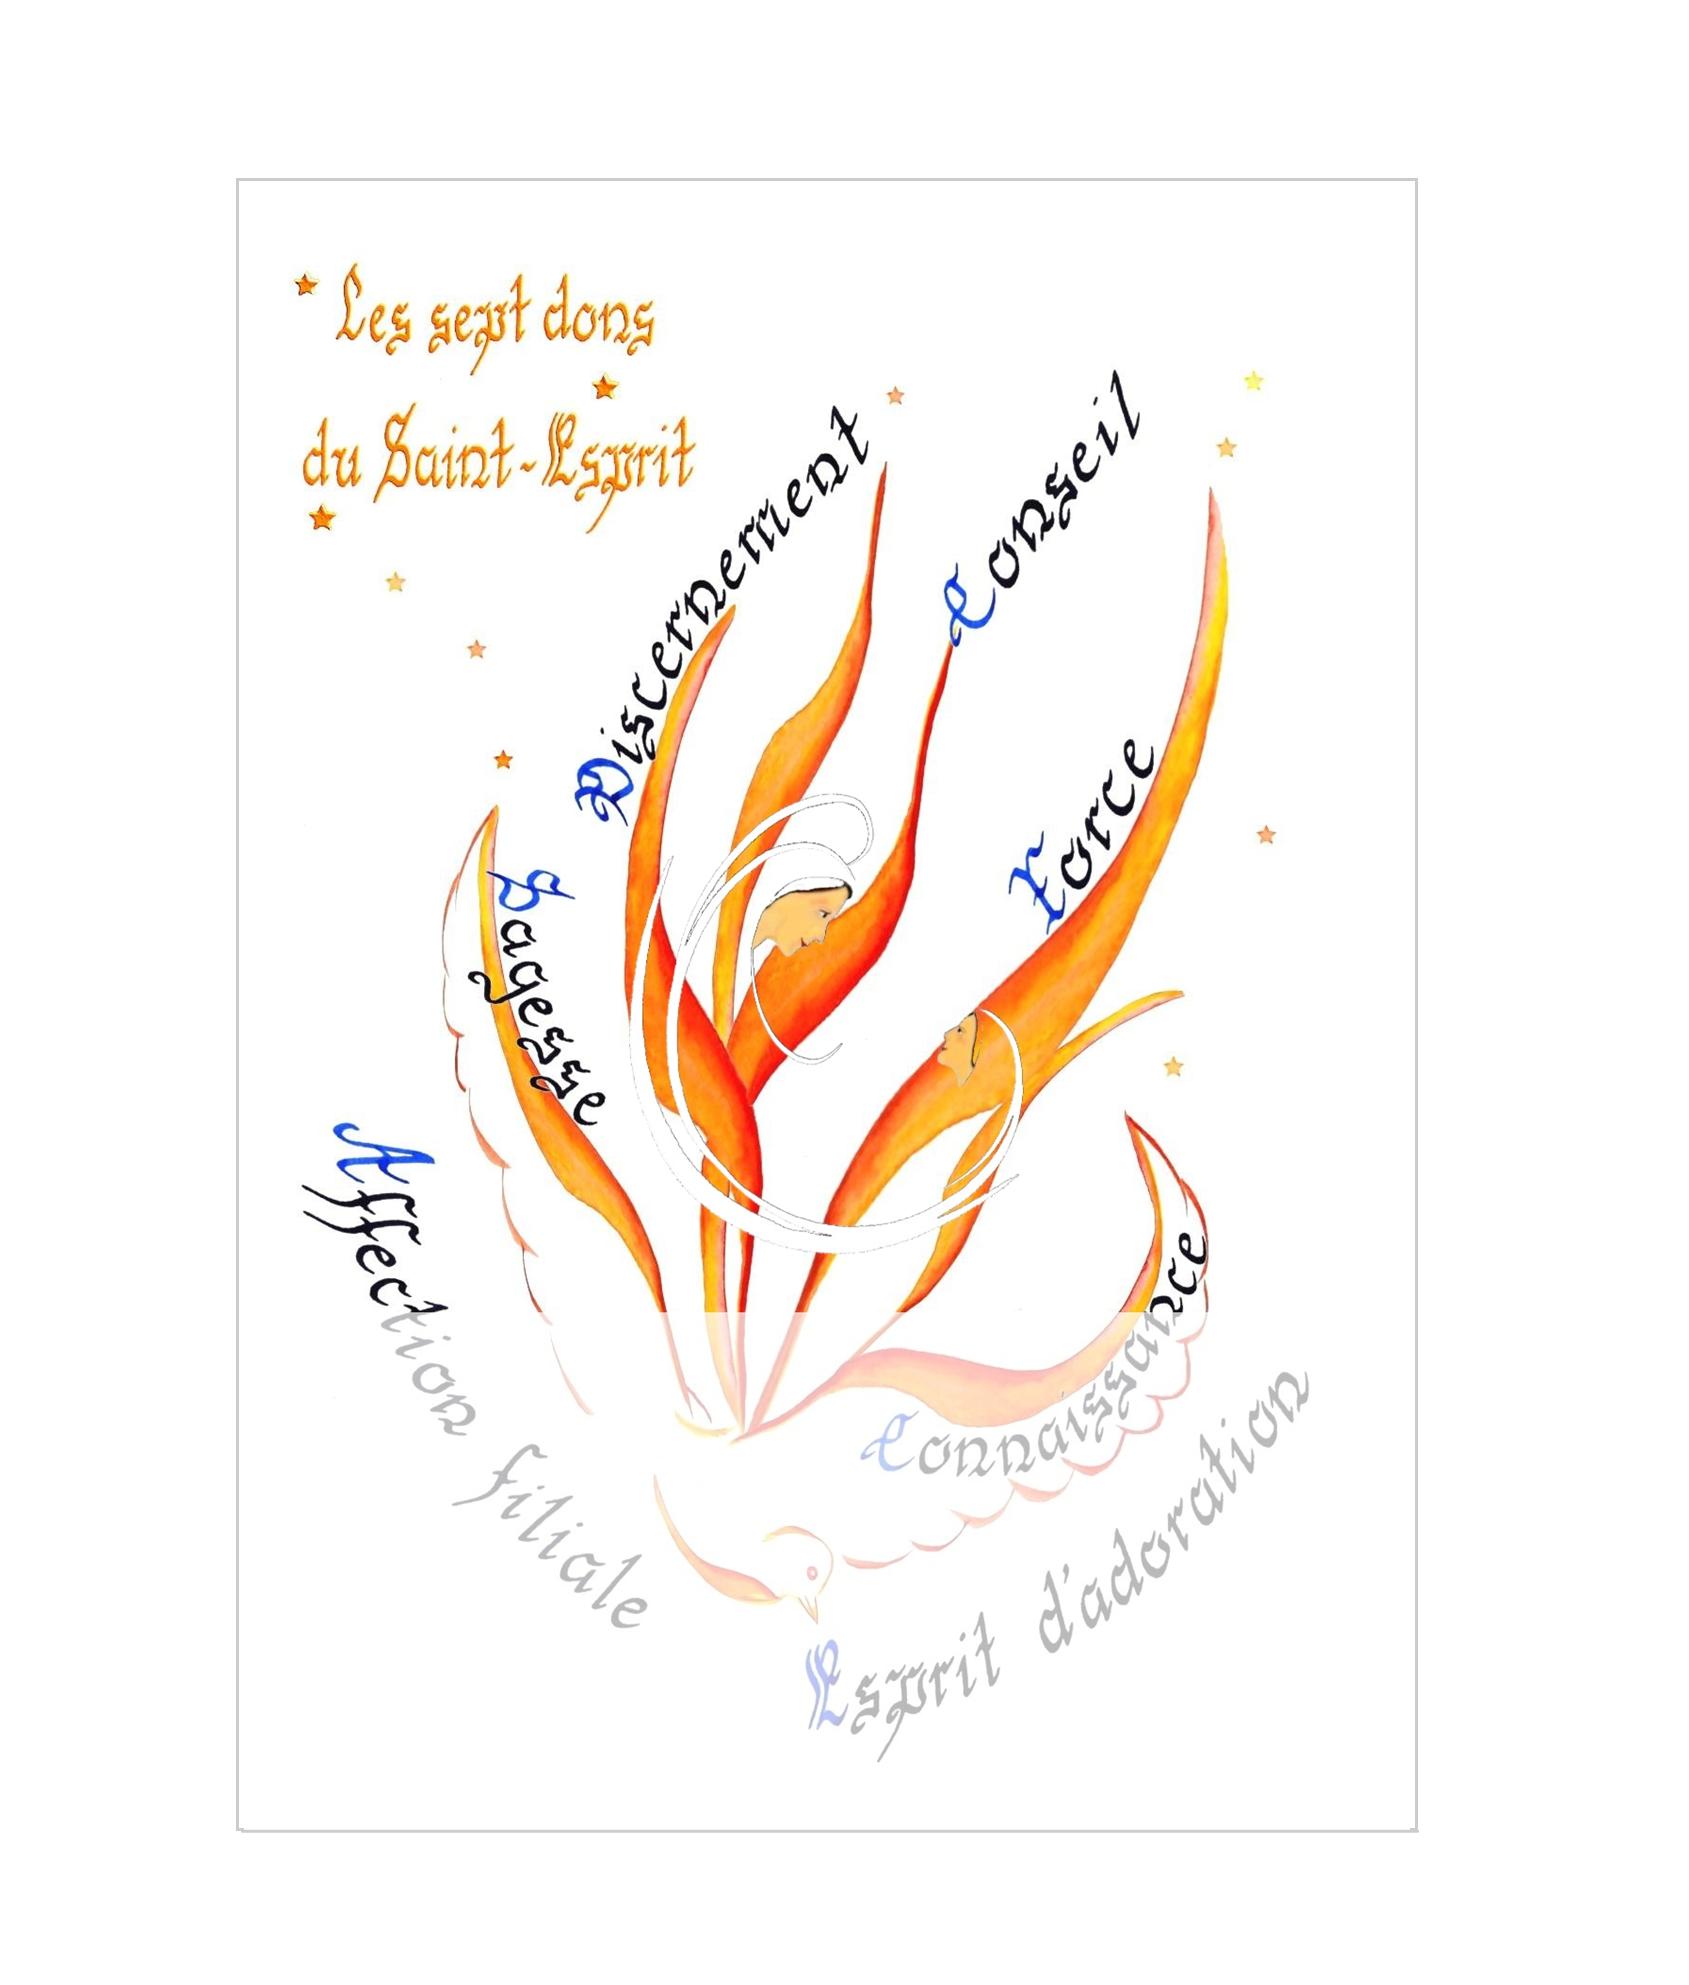 Les sept dons
du Saint-Esprit
Discernement
Conseil
Force
Sagesse
Affection filiale
Connaissance
Esprit d'adoration